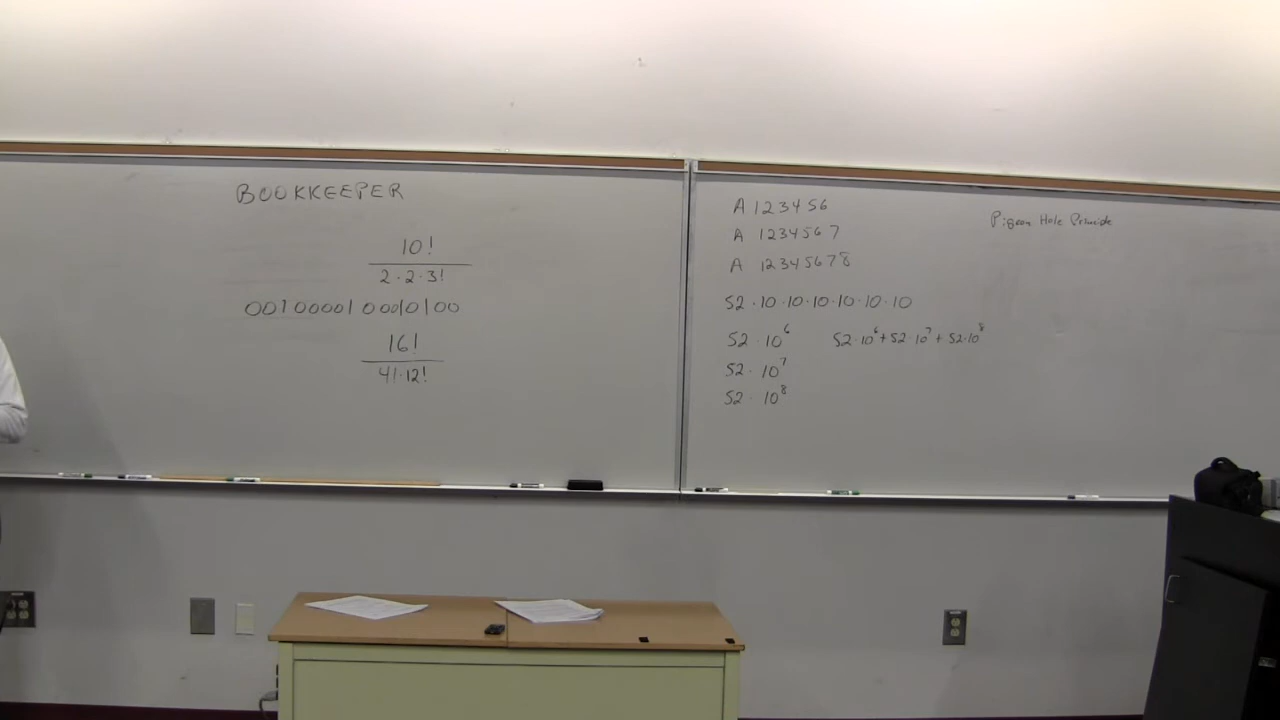 BOOKKEEPER
10!
2·2·3!
0010000100010100
16!
4!·12!
A 123456
A 1234567
A 12345678
52·10·10·10·10·10·10
52·10⁶ 52·10⁶+52·10⁷+52·10⁸
52·10⁷
52·10⁸
Pigeon Hole Principle